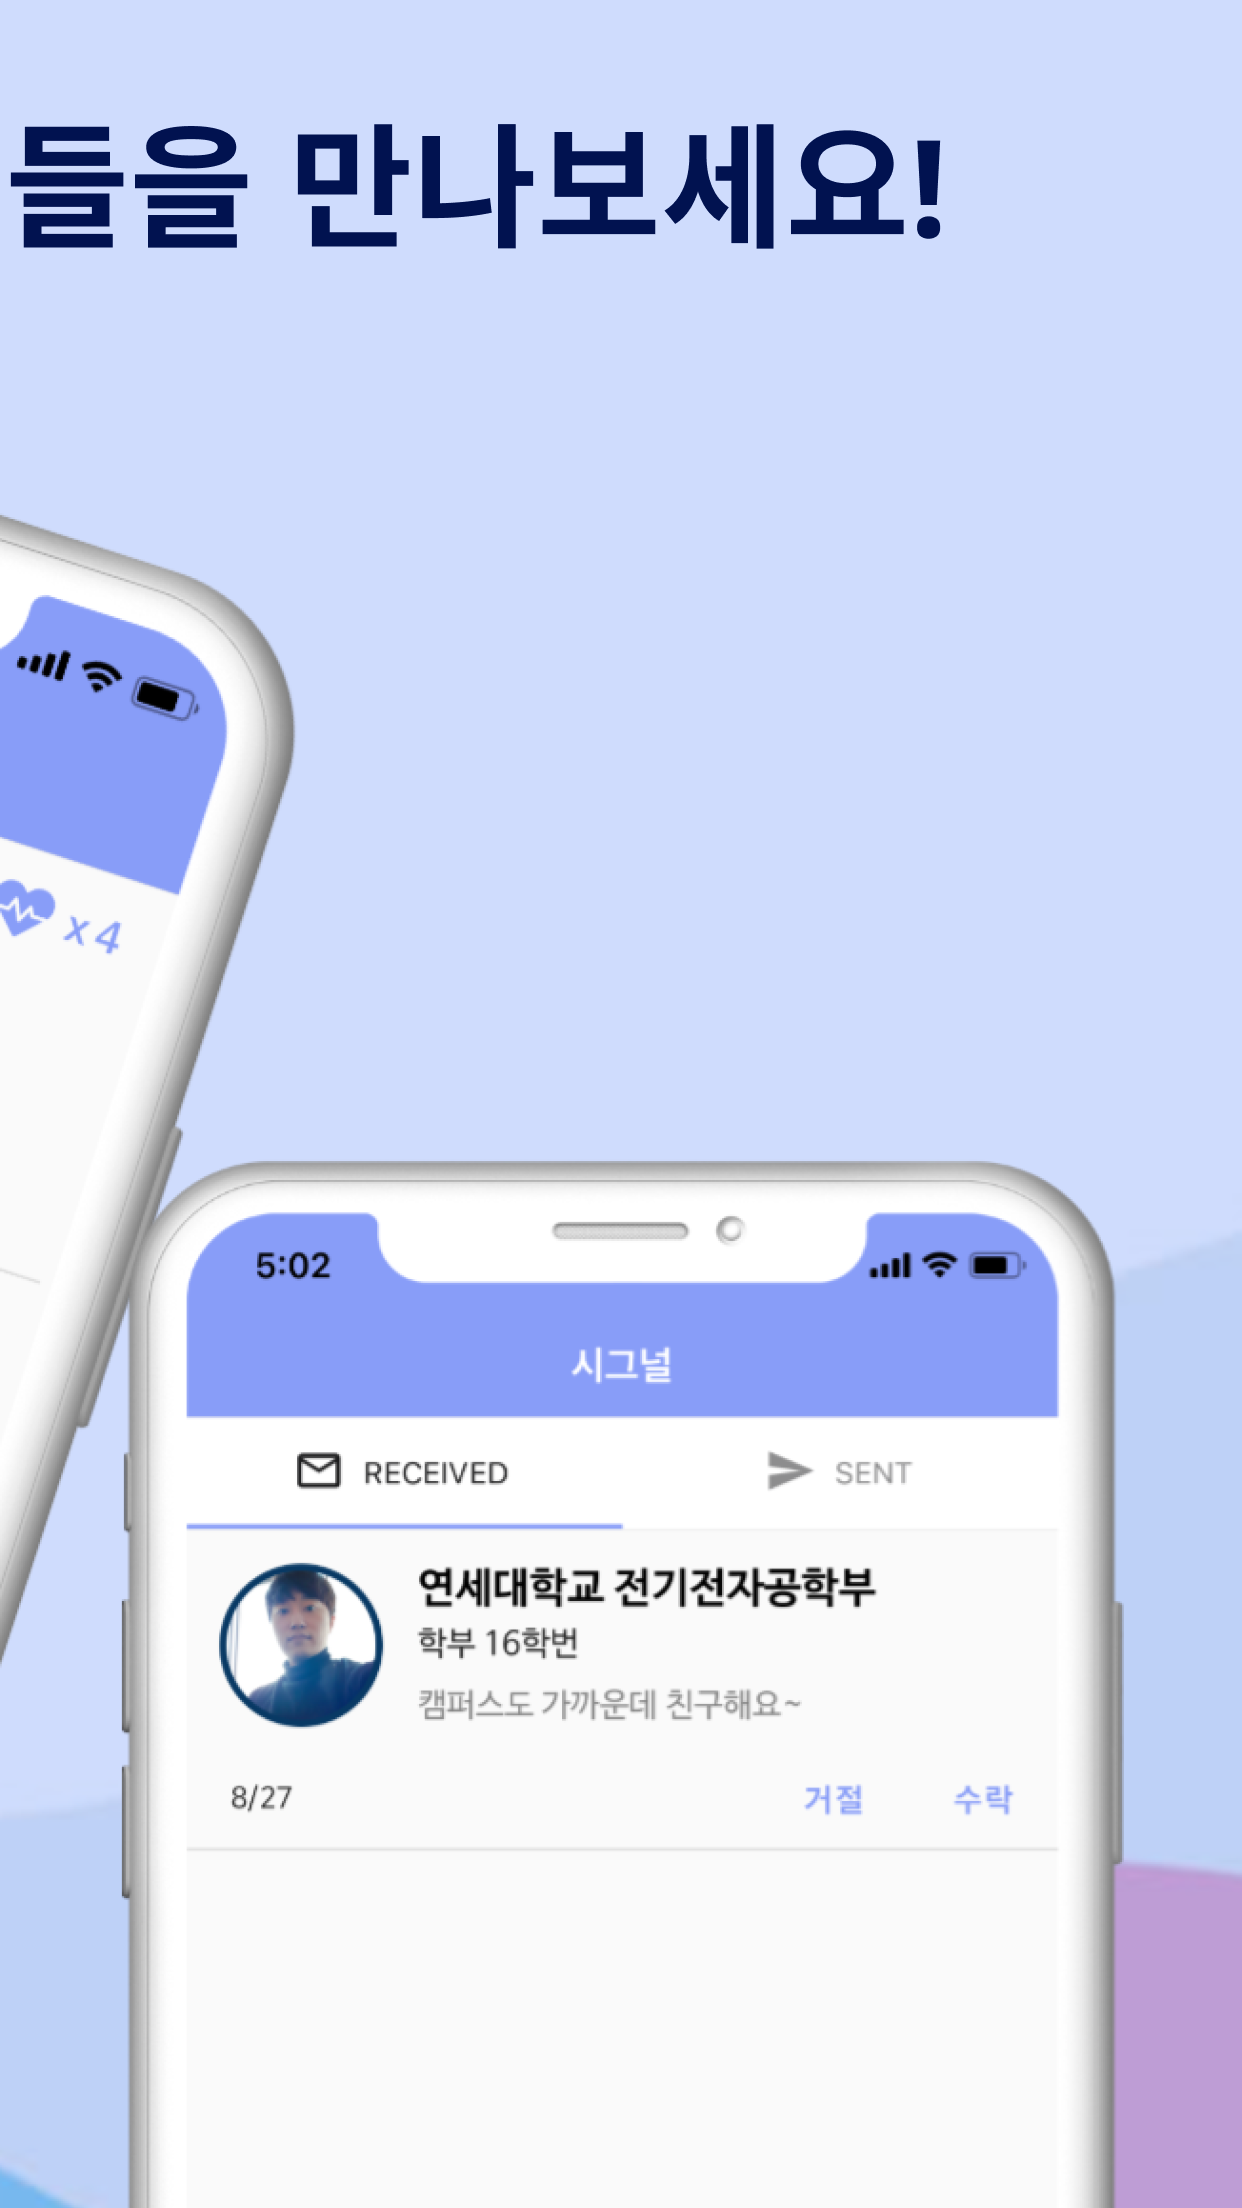 들을 만나보세요!
x4
5:02
시그널
RECEIVED
SENT
연세대학교 전기전자공학부
학부 16학번
캠퍼스도 가까운데 친구해요~
8/27
거절
수락